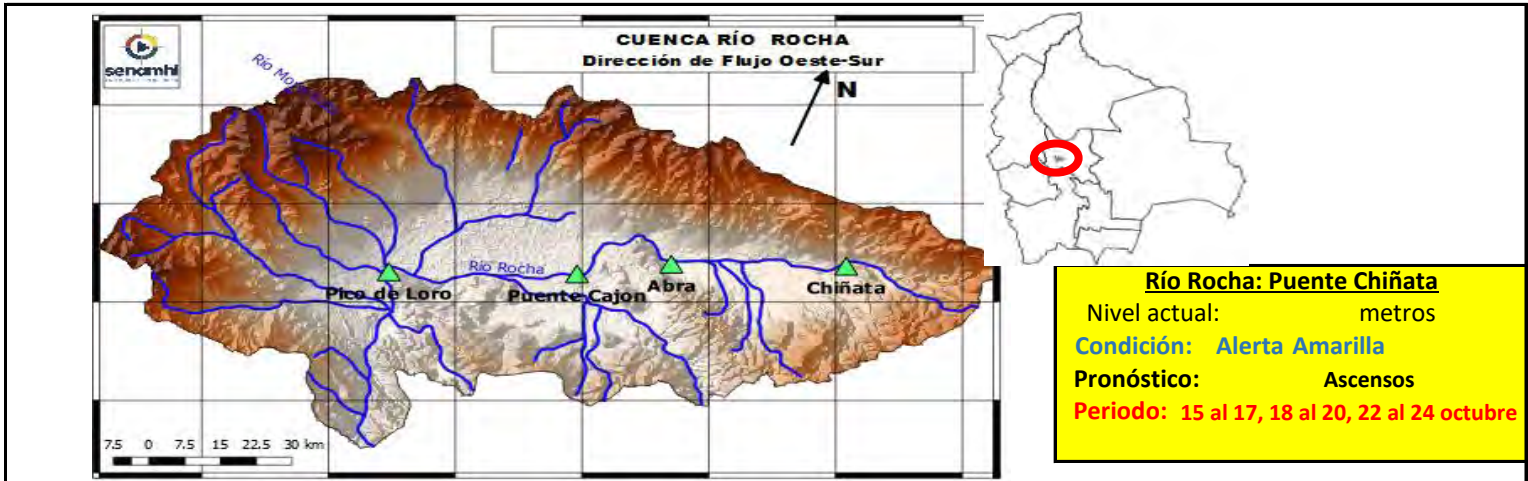 senamhi
CUENCA RÍO ROCHA
Dirección de Flujo Oeste-Sur
N
Río Rocha
Pico de Loro
Puente Cajon
Abra
Chiñata
7.5 0 7.5 15 22.5 30 km
Río Rocha: Puente Chiñata
Nivel actual: metros
Condición: Alerta Amarilla
Pronóstico: Ascensos
Periodo: 15 al 17, 18 al 20, 22 al 24 octubre